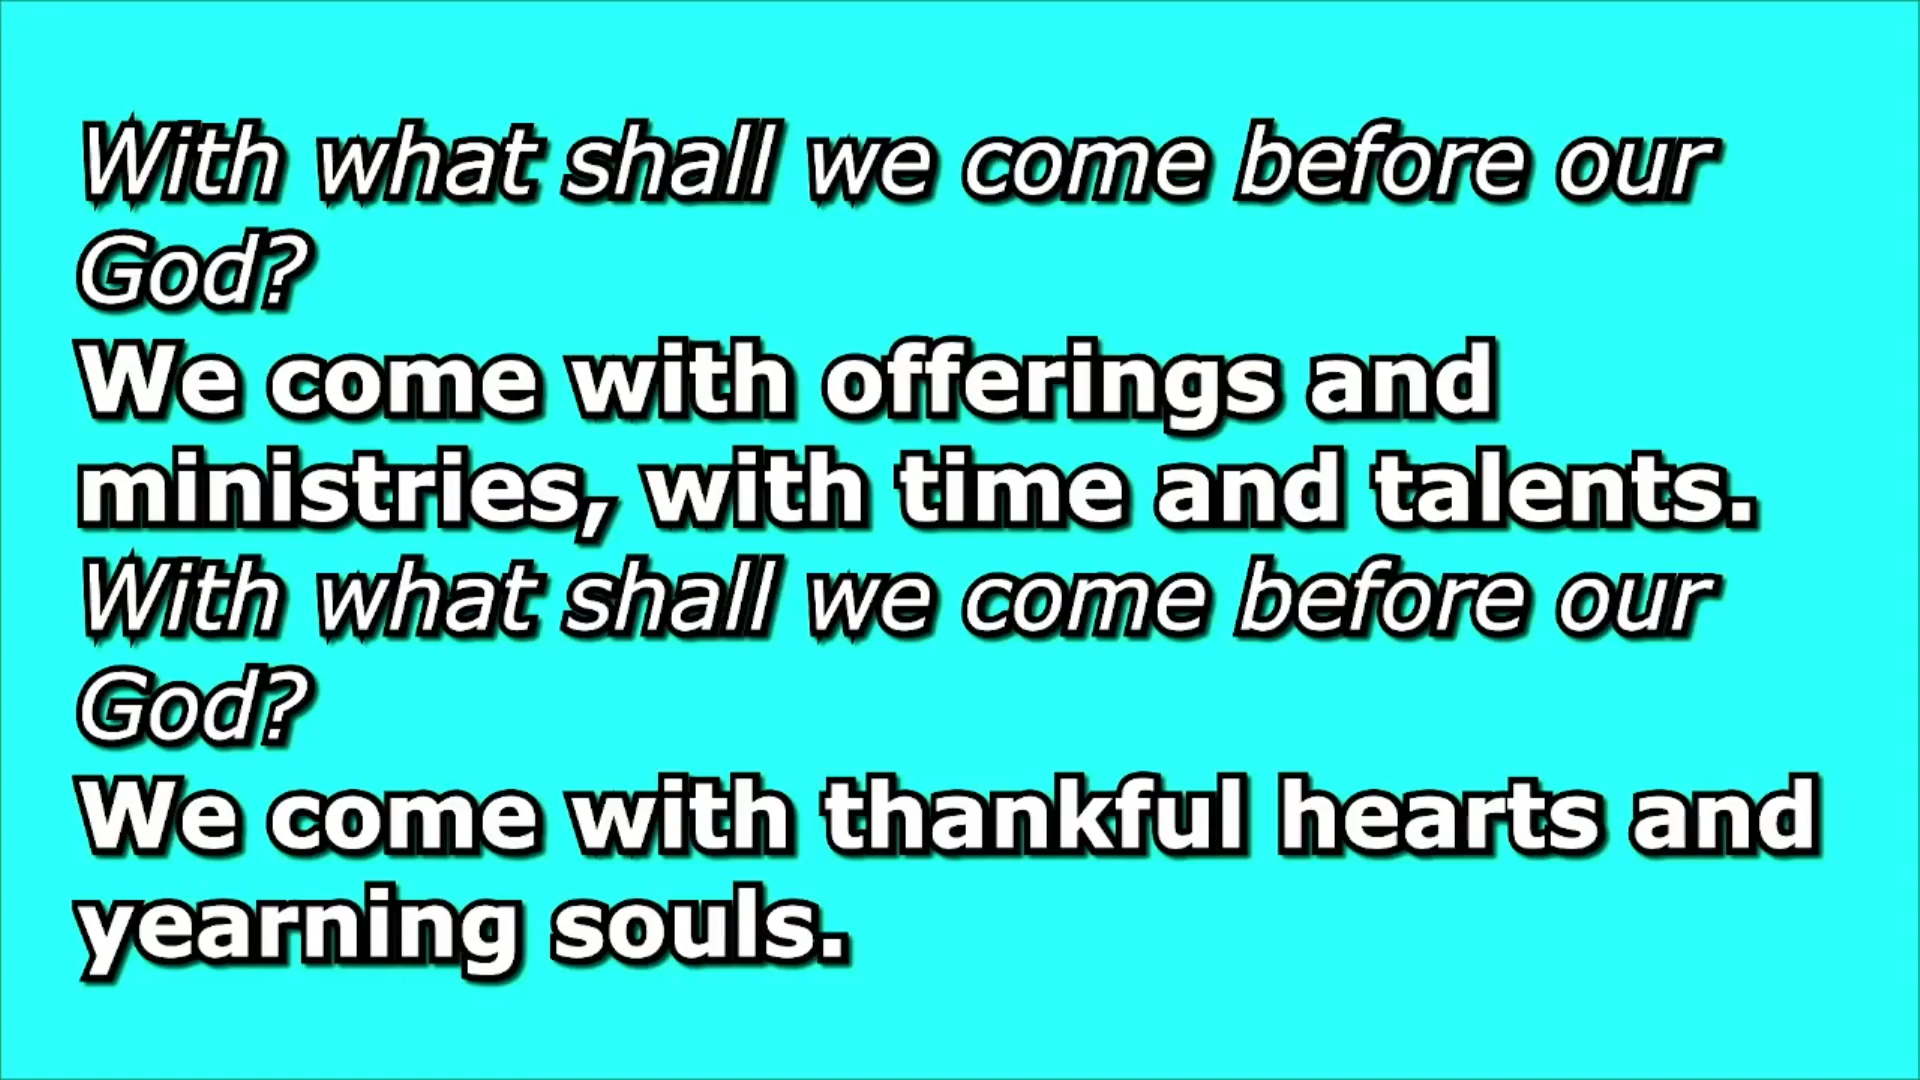 With what shall we come before our
God?
We come with offerings and
ministries, with time and talents.
With what shall we come before our
God?
We come with thankful hearts and
yearning souls.